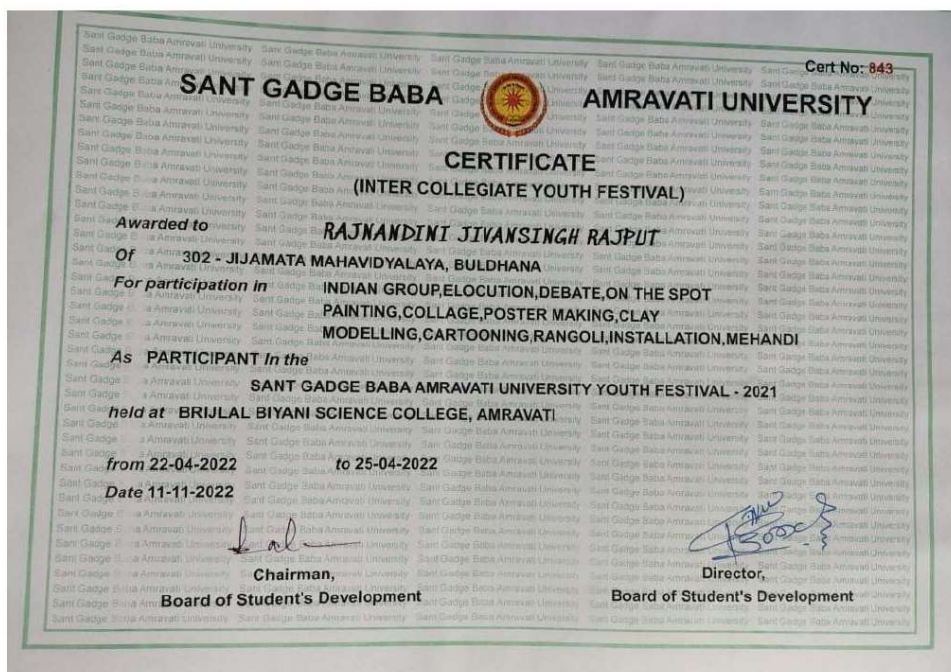 Cert No: 843
SANT GADGE BABA AMRAVATI UNIVERSITY
CERTIFICATE
(INTER COLLEGIATE YOUTH FESTIVAL)
Awarded to RAJNANDINI JIVANSINGH RAJPUT
Of 302 - JIJAMATA MAHAVIDYALAYA, BULDHANA
For participation in INDIAN GROUP,ELOCUTION,DEBATE,ON THE SPOT
PAINTING,COLLAGE,POSTER MAKING,CLAY
MODELLING,CARTOONING,RANGOLI,INSTALLATION,MEHANDI
As PARTICIPANT In the
SANT GADGE BABA AMRAVATI UNIVERSITY YOUTH FESTIVAL - 2021
held at BRIJLAL BIYANI SCIENCE COLLEGE, AMRAVATI
from 22-04-2022 to 25-04-2022
Date 11-11-2022
Chairman, Director,
Board of Student's Development Board of Student's Development